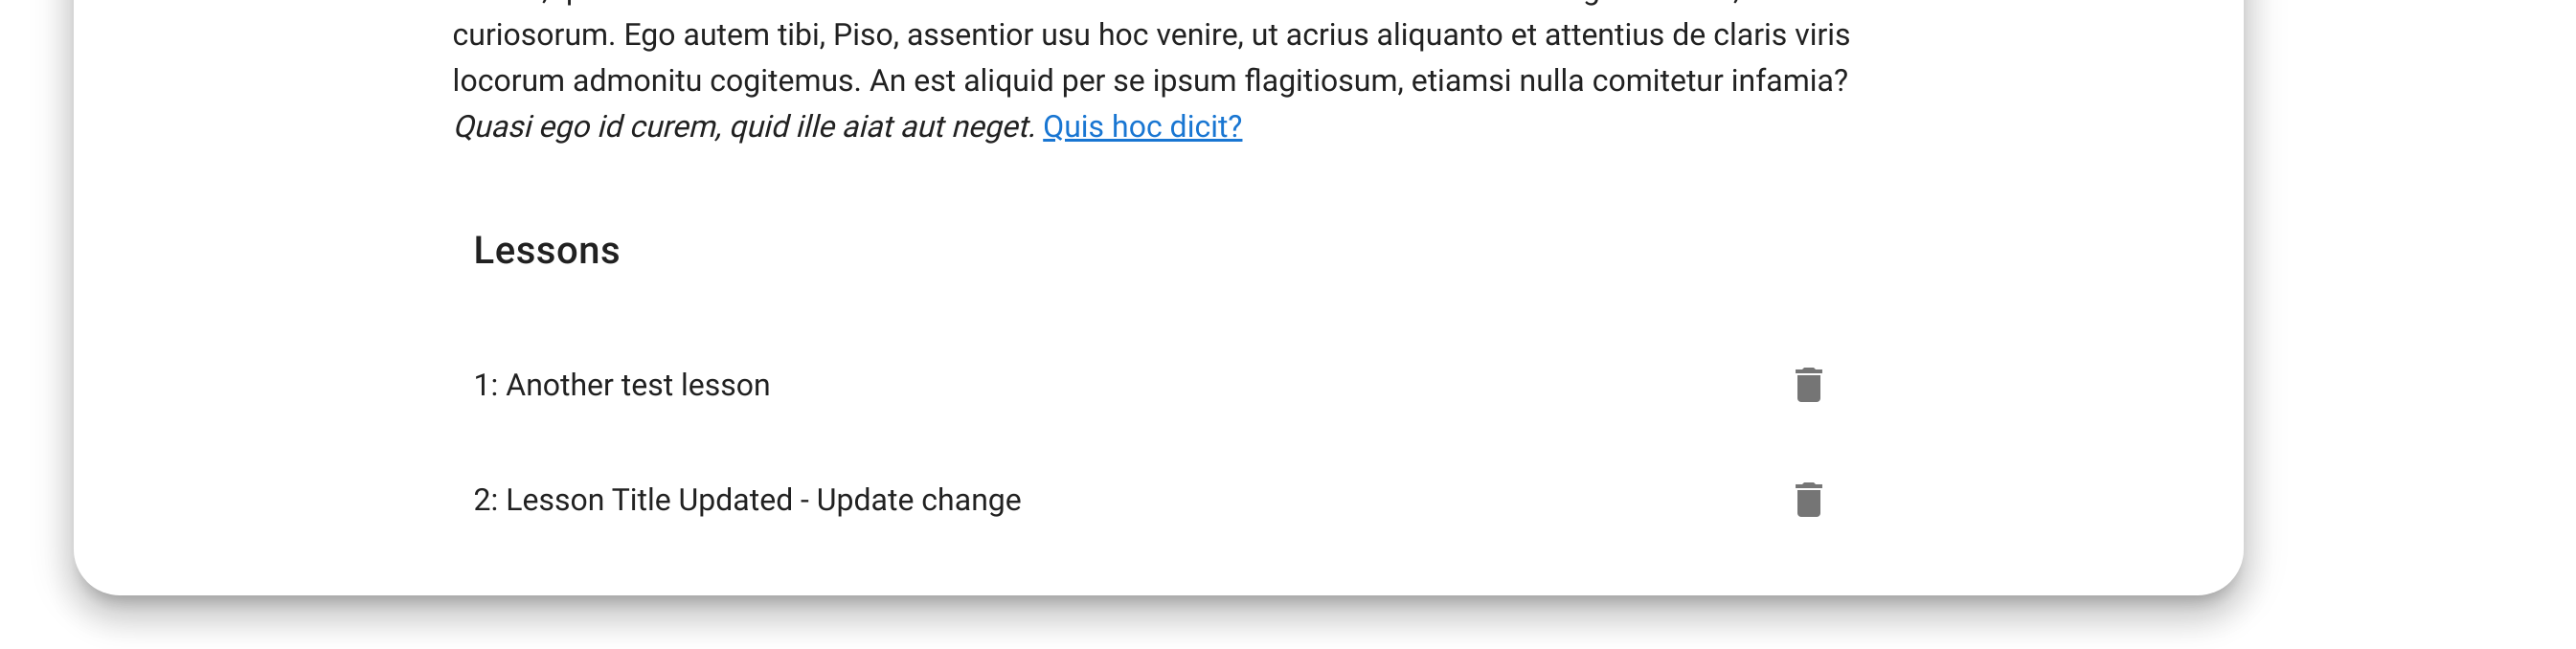 curiosorum. Ego autem tibi, Piso, assentior usu hoc venire, ut acrius aliquanto et attentius de claris viris
locorum admonitu cogitemus. An est aliquid per se ipsum flagitiosum, etiamsi nulla comitetur infamia?
Quasi ego id curem, quid ille aiat aut neget. Quis hoc dicit?
Lessons
1: Another test lesson
2: Lesson Title Updated - Update change